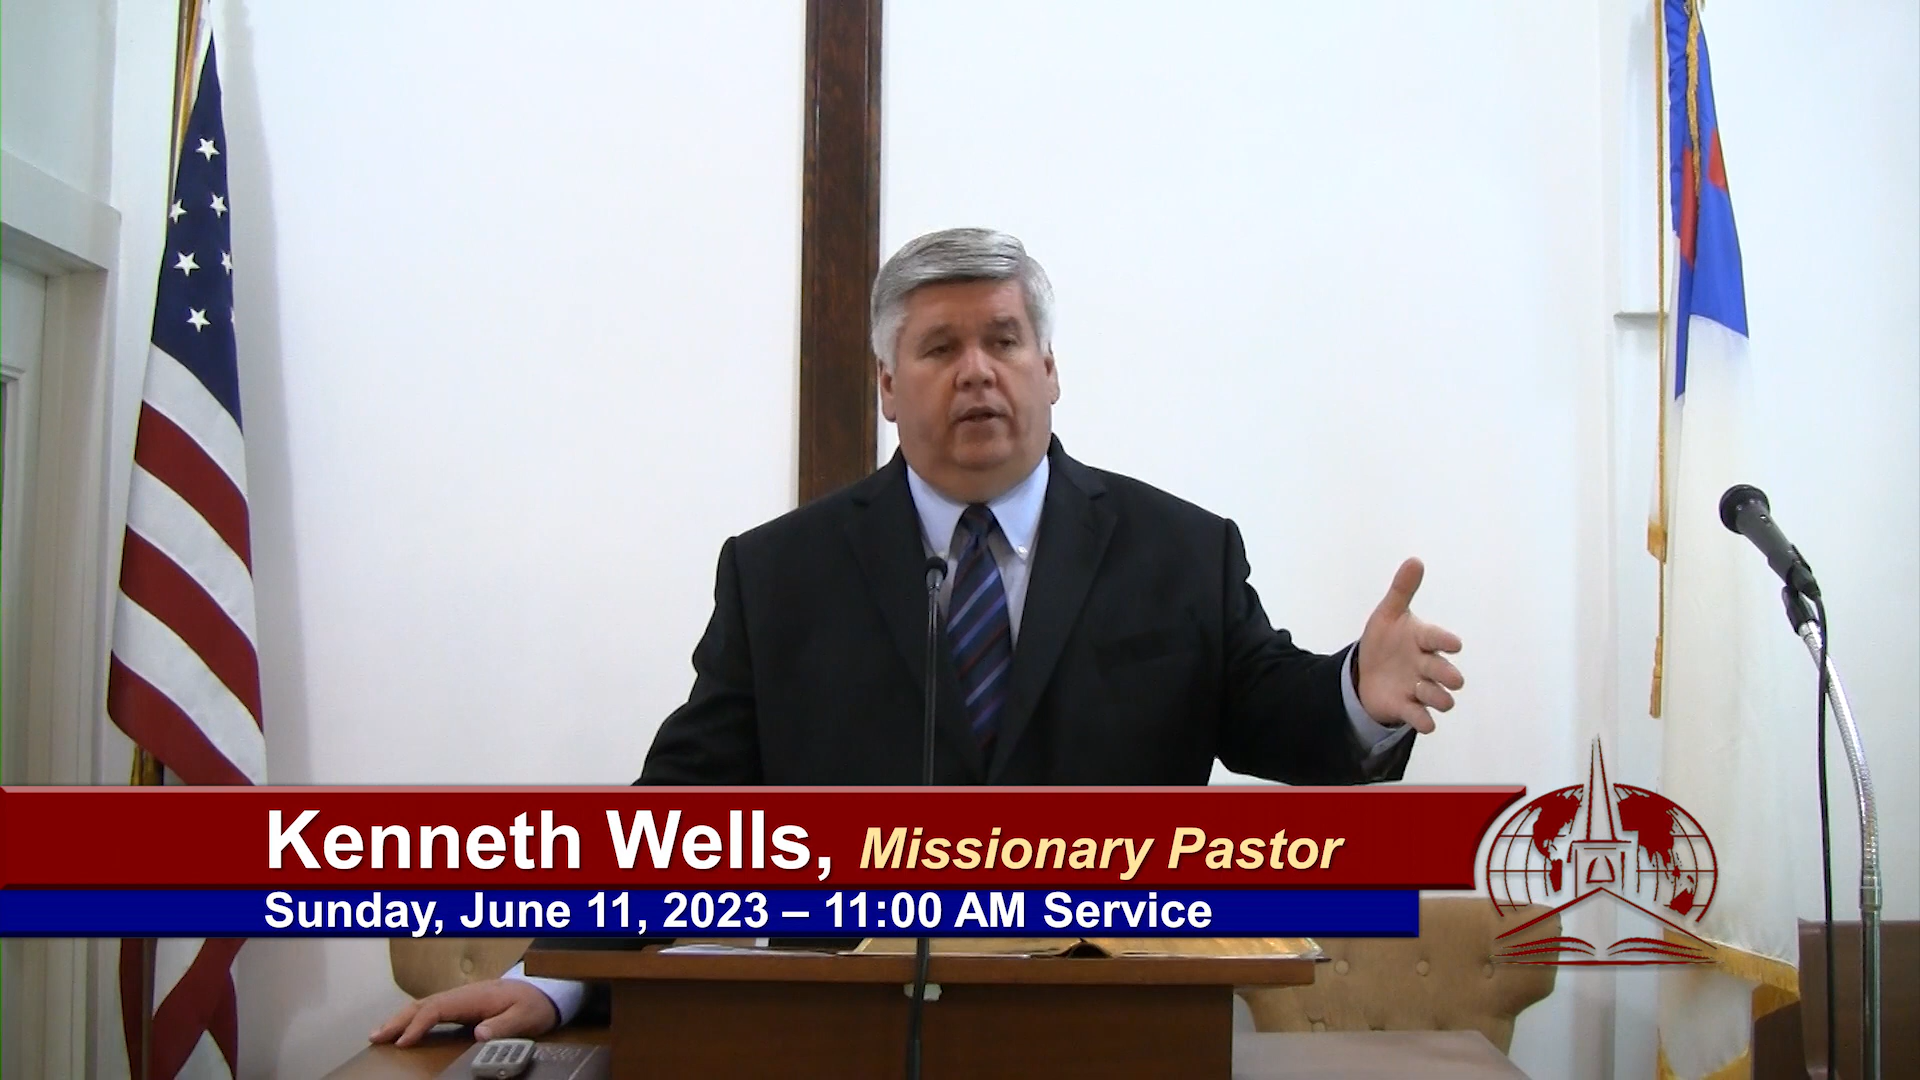 Kenneth Wells, Missionary Pastor
Sunday, June 11, 2023 – 11:00 AM Service